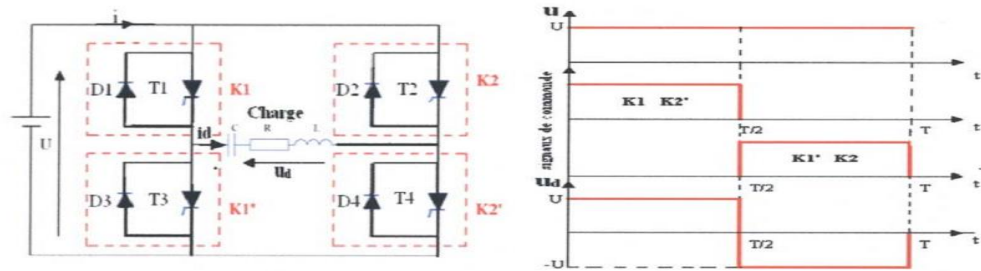 i
D1 T1 K1
D2 T2 K2
U
Charge
id C R L
ud
D3 T3 K1'
D4 T4 K2'
u
U
t
signaux de commande
K1 K2'
T/2 T t
K1' K2
T/2 T t
ud
U
T/2 T t
-U